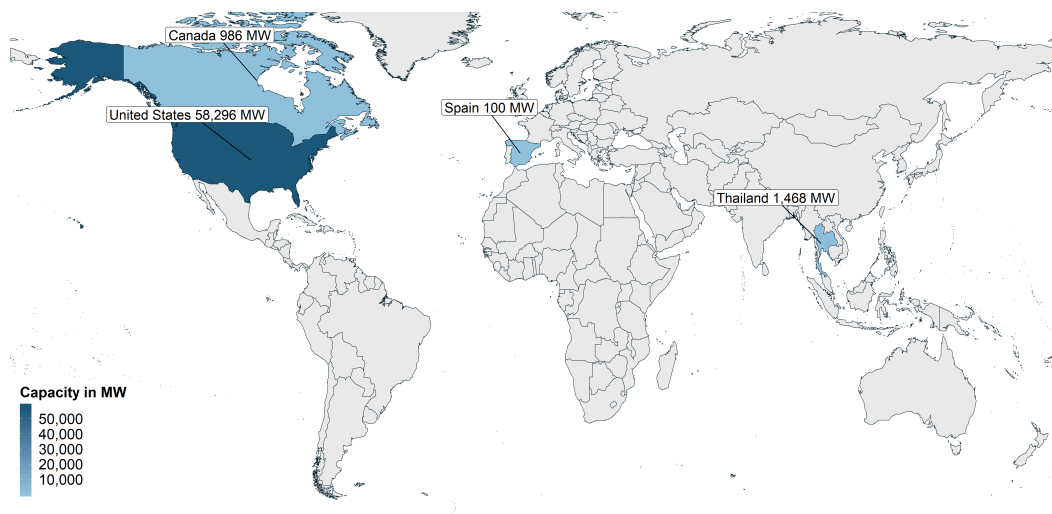 Canada 986 MW
United States 58,296 MW
Spain 100 MW
Thailand 1,468 MW
Capacity in MW
50,000
40,000
30,000
20,000
10,000